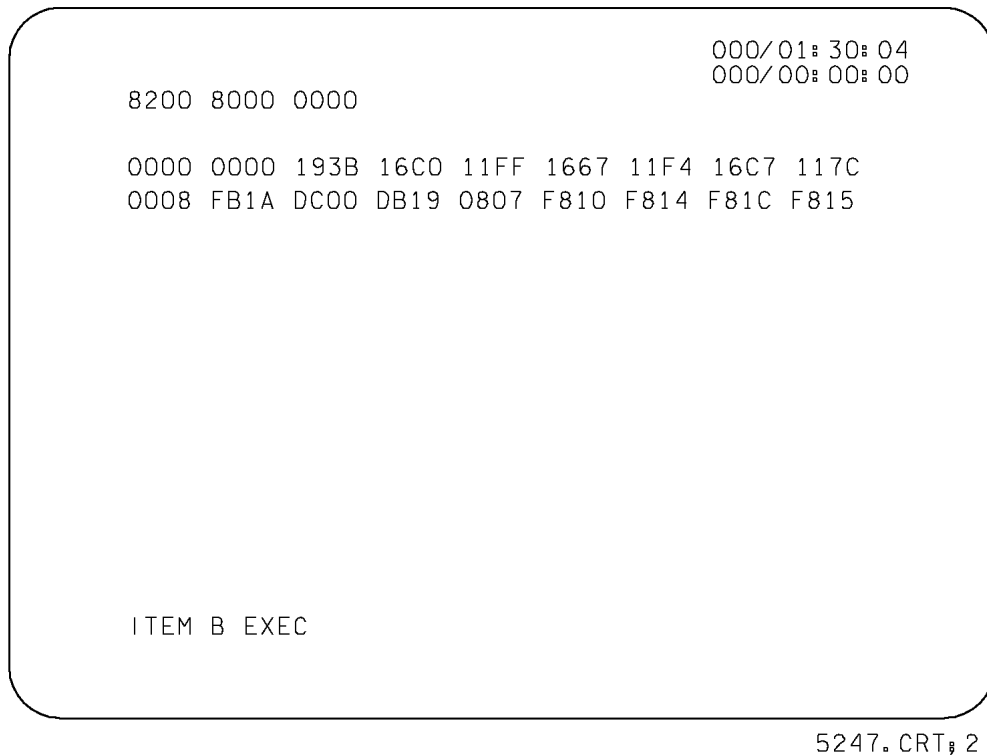 000/01:30:04
000/00:00:00
8200 8000 0000
0000 0000 193B 16C0 11FF 1667 11F4 16C7 117C
0008 FB1A DC00 DB19 0807 F810 F814 F81C F815
ITEM B EXEC
5247.CRT;2